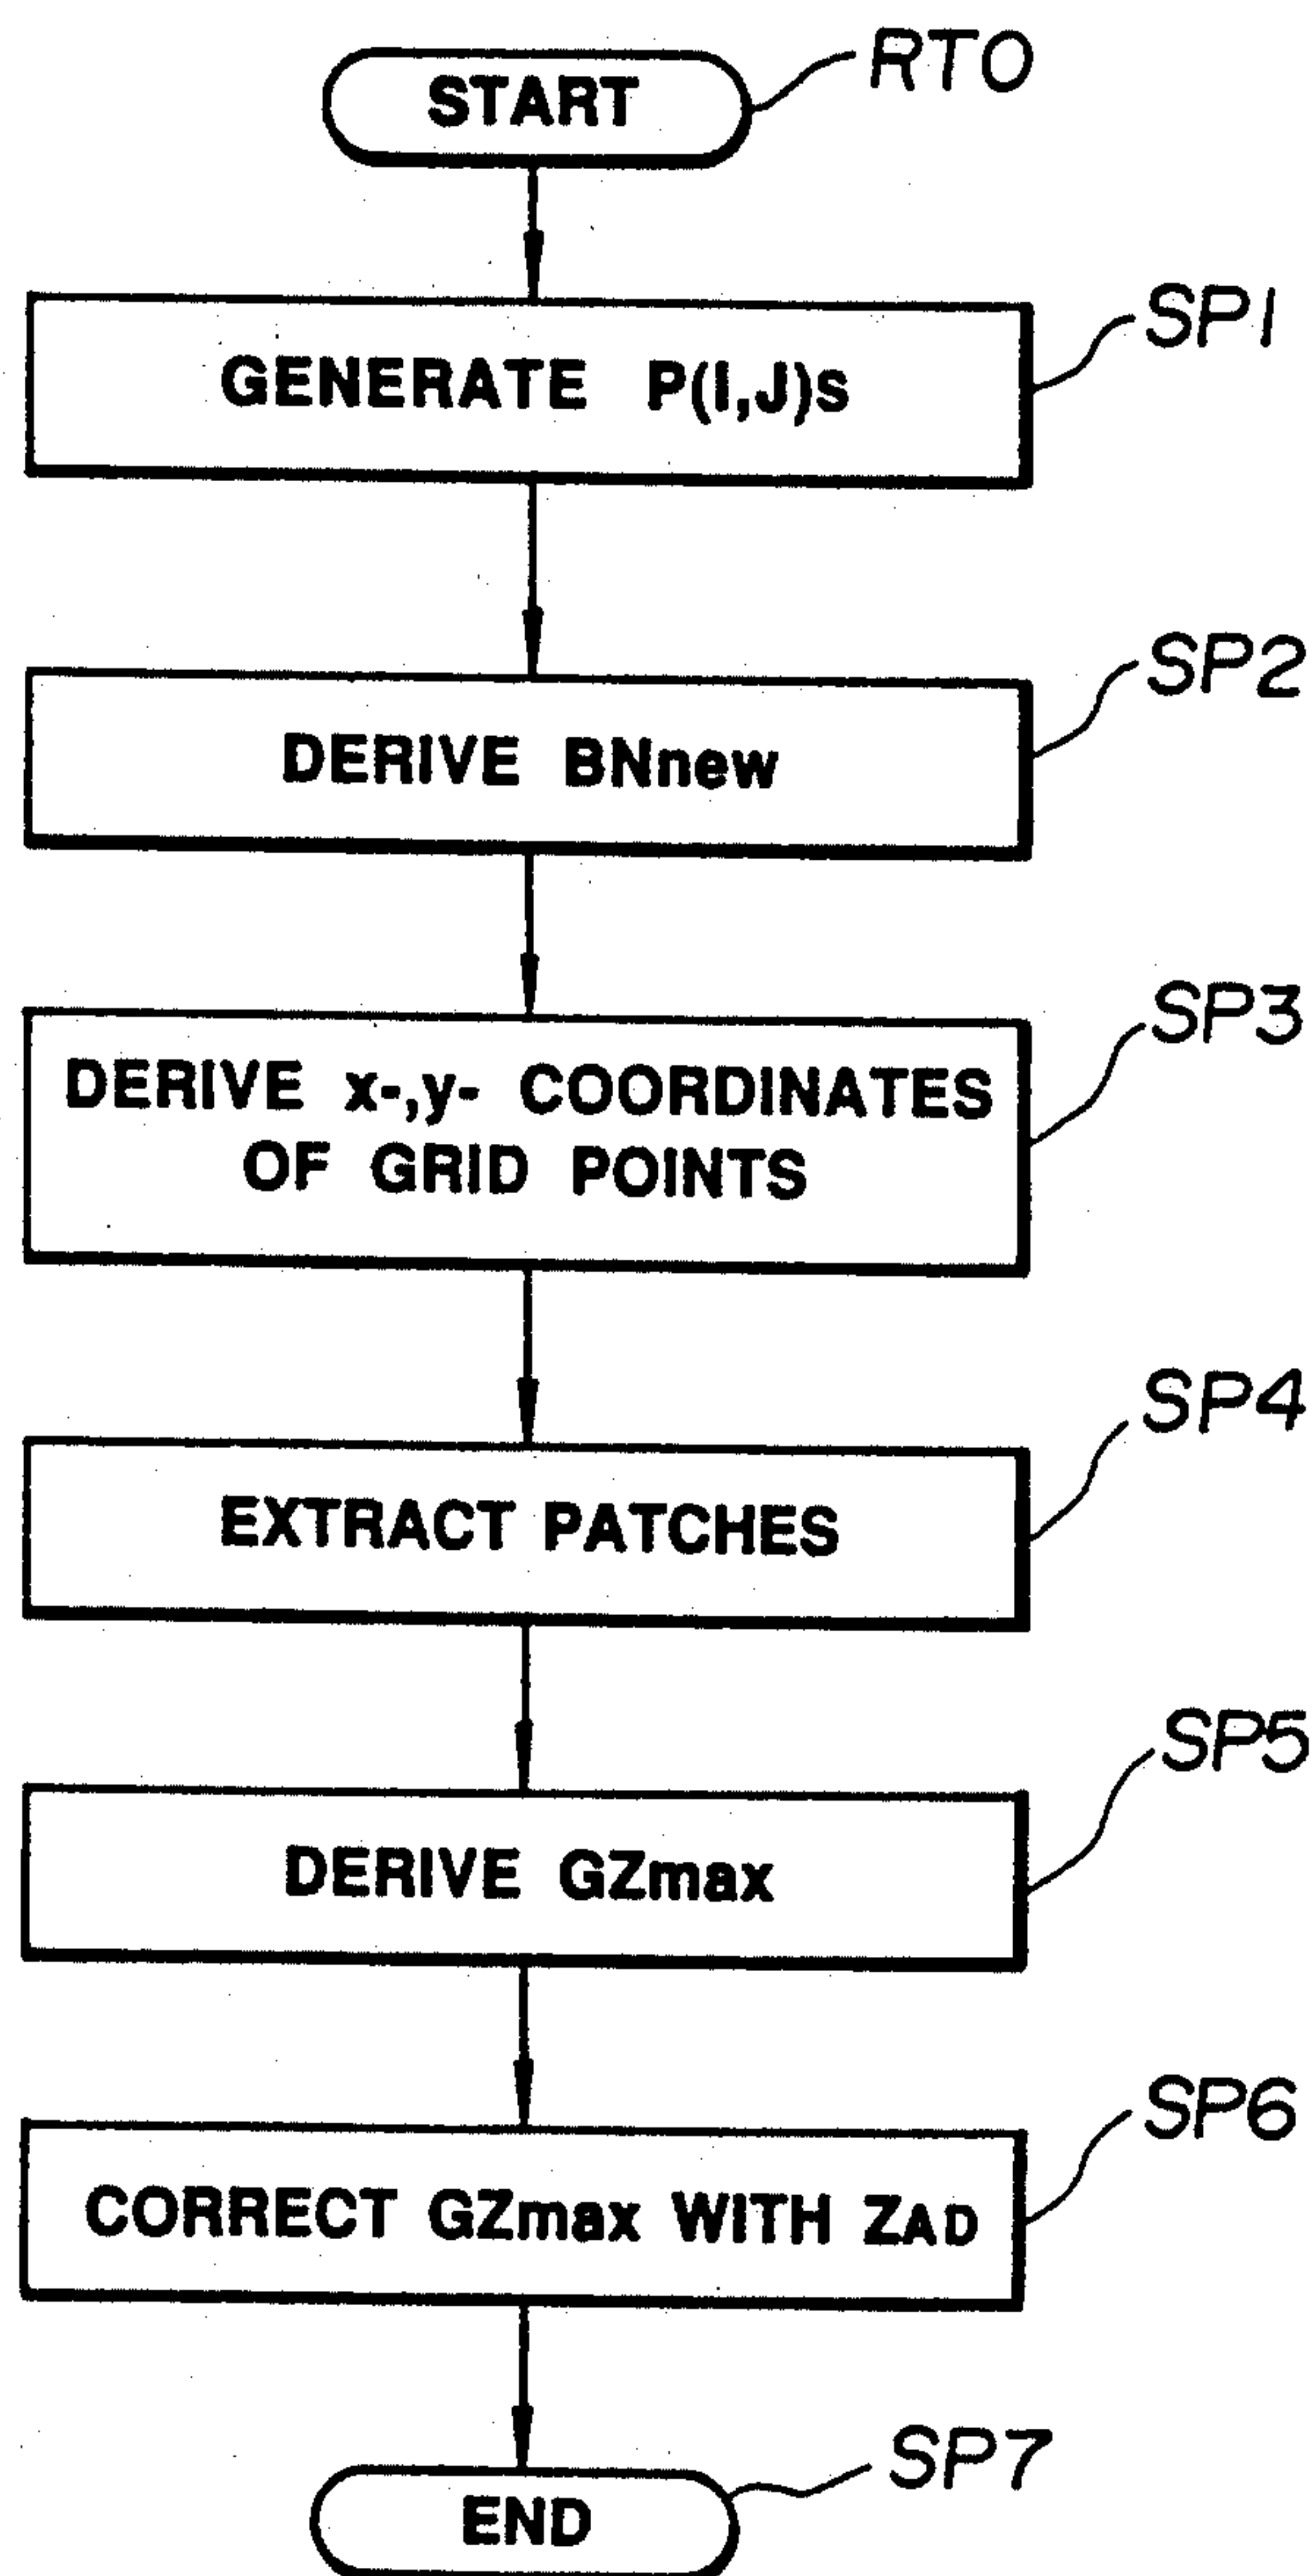 START
RT0
GENERATE P(I,J)s
SP1
DERIVE BNnew
SP2
DERIVE x-,y- COORDINATES
OF GRID POINTS
SP3
EXTRACT PATCHES
SP4
DERIVE GZmax
SP5
CORRECT GZmax WITH ZAD
SP6
END
SP7